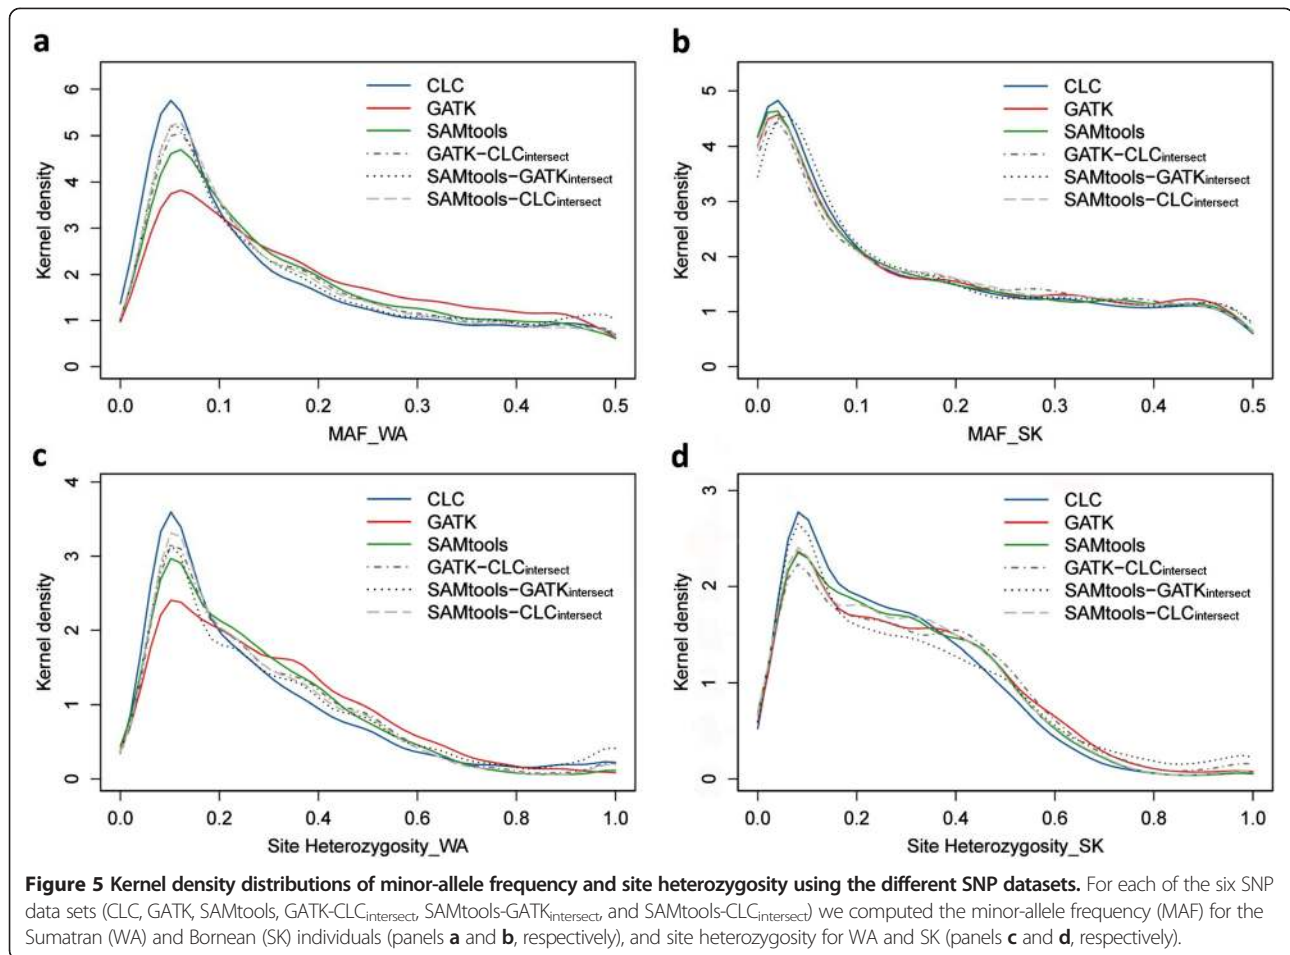 a
6
5
4
3
2
1
0
Kernel density
CLC
GATK
SAMtools
GATK−CLCintersect
SAMtools−GATKintersect
SAMtools−CLCintersect
0.0 0.1 0.2 0.3 0.4 0.5
MAF_WA
b
5
4
3
2
1
0
Kernel density
CLC
GATK
SAMtools
GATK−CLCintersect
SAMtools−GATKintersect
SAMtools−CLCintersect
0.0 0.1 0.2 0.3 0.4 0.5
MAF_SK
c
4
3
2
1
0
Kernel density
CLC
GATK
SAMtools
GATK−CLCintersect
SAMtools−GATKintersect
SAMtools−CLCintersect
0.0 0.2 0.4 0.6 0.8 1.0
Site Heterozygosity_WA
d
3
2
1
0
Kernel density
CLC
GATK
SAMtools
GATK−CLCintersect
SAMtools−GATKintersect
SAMtools−CLCintersect
0.0 0.2 0.4 0.6 0.8 1.0
Site Heterozygosity_SK
Figure 5 Kernel density distributions of minor-allele frequency and site heterozygosity using the different SNP datasets. For each of the six SNP
data sets (CLC, GATK, SAMtools, GATK-CLCintersect, SAMtools-GATKintersect, and SAMtools-CLCintersect) we computed the minor-allele frequency (MAF) for the
Sumatran (WA) and Bornean (SK) individuals (panels a and b, respectively), and site heterozygosity for WA and SK (panels c and d, respectively).